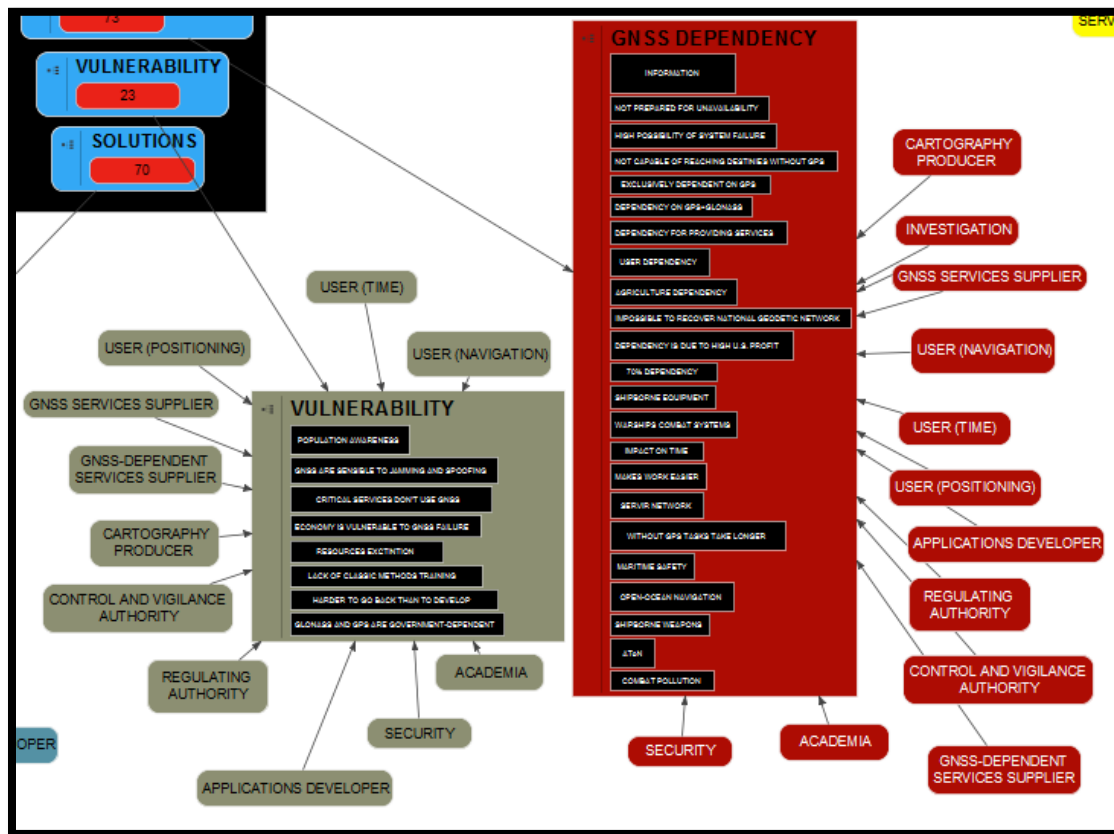 73
VULNERABILITY
23
SOLUTIONS
70
GNSS DEPENDENCY
INFORMATION
NOT PREPARED FOR UNAVAILABILITY
HIGH POSSIBILITY OF SYSTEM FAILURE
NOT CAPABLE OF REACHING DESTINIES WITHOUT GPS
EXCLUSIVELY DEPENDENT ON GPS
DEPENDENCY ON GPS+GLONASS
DEPENDENCY FOR PROVIDING SERVICES
USER DEPENDENCY
AGRICULTURE DEPENDENCY
IMPOSSIBLE TO RECOVER NATIONAL GEODETIC NETWORK
DEPENDENCY IS DUE TO HIGH U.S. PROFIT
70% DEPENDENCY
SHIPBORNE EQUIPMENT
WARSHIPS COMBAT SYSTEMS
IMPACT ON TIME
MAKES WORK EASIER
SERVIR NETWORK
WITHOUT GPS TASKS TAKE LONGER
MARITIME SAFETY
OPEN-OCEAN NAVIGATION
SHIPBORNE WEAPONS
AToN
COMBAT POLLUTION
SERV
CARTOGRAPHY
PRODUCER
INVESTIGATION
GNSS SERVICES SUPPLIER
USER (NAVIGATION)
USER (TIME)
USER (POSITIONING)
APPLICATIONS DEVELOPER
REGULATING
AUTHORITY
CONTROL AND VIGILANCE
AUTHORITY
GNSS-DEPENDENT
SERVICES SUPPLIER
SECURITY
ACADEMIA
USER (TIME)
USER (POSITIONING)
USER (NAVIGATION)
GNSS SERVICES SUPPLIER
GNSS-DEPENDENT
SERVICES SUPPLIER
CARTOGRAPHY
PRODUCER
CONTROL AND VIGILANCE
AUTHORITY
REGULATING
AUTHORITY
VULNERABILITY
POPULATION AWARENESS
GNSS ARE SENSIBLE TO JAMMING AND SPOOFING
CRITICAL SERVICES DON'T USE GNSS
ECONOMY IS VULNERABLE TO GNSS FAILURE
RESOURCES EXCTINTION
LACK OF CLASSIC METHODS TRAINING
HARDER TO GO BACK THAN TO DEVELOP
GLONASS AND GPS ARE GOVERNMENT-DEPENDENT
ACADEMIA
SECURITY
APPLICATIONS DEVELOPER
OPER